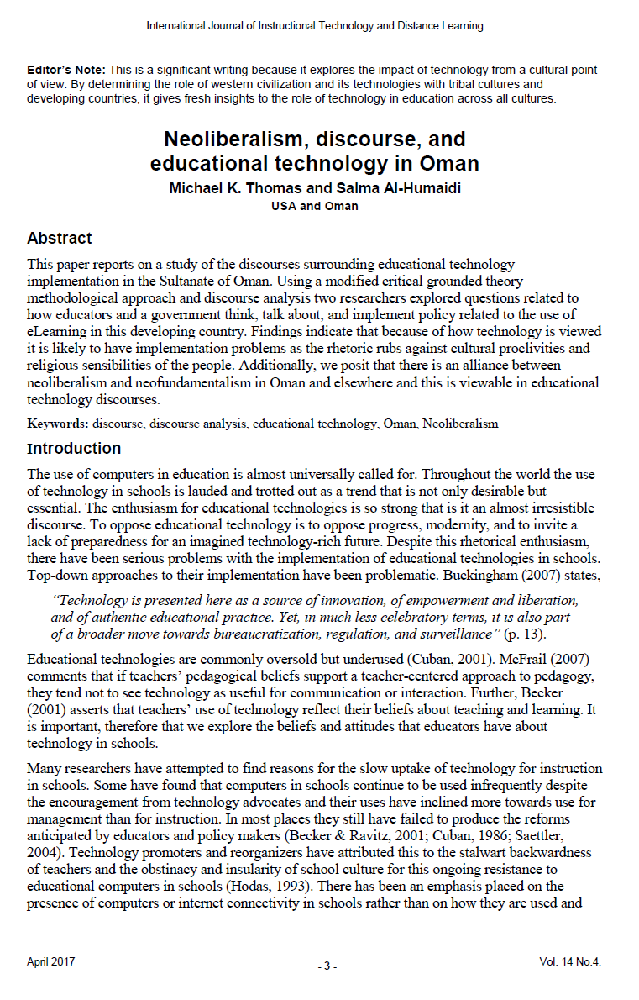 International Journal of Instructional Technology and Distance Learning
Editor's Note: This is a significant writing because it explores the impact of technology from a cultural point
of view. By determining the role of western civilization and its technologies with tribal cultures and
developing countries, it gives fresh insights to the role of technology in education across all cultures.
Neoliberalism, discourse, and
educational technology in Oman
Michael K. Thomas and Salma Al-Humaidi
USA and Oman
Abstract
This paper reports on a study of the discourses surrounding educational technology
implementation in the Sultanate of Oman. Using a modified critical grounded theory
methodological approach and discourse analysis two researchers explored questions related to
how educators and a government think, talk about, and implement policy related to the use of
eLearning in this developing country. Findings indicate that because of how technology is viewed
it is likely to have implementation problems as the rhetoric rubs against cultural proclivities and
religious sensibilities of the people. Additionally, we posit that there is an alliance between
neoliberalism and neofundamentalism in Oman and elsewhere and this is viewable in educational
technology discourses.
Keywords: discourse, discourse analysis, educational technology, Oman, Neoliberalism
Introduction
The use of computers in education is almost universally called for. Throughout the world the use
of technology in schools is lauded and trotted out as a trend that is not only desirable but
essential. The enthusiasm for educational technologies is so strong that is it an almost irresistible
discourse. To oppose educational technology is to oppose progress, modernity, and to invite a
lack of preparedness for an imagined technology-rich future. Despite this rhetorical enthusiasm,
there have been serious problems with the implementation of educational technologies in schools.
Top-down approaches to their implementation have been problematic. Buckingham (2007) states,
"Technology is presented here as a source of innovation, of empowerment and liberation,
and of authentic educational practice. Yet, in much less celebratory terms, it is also part
of a broader move towards bureaucratization, regulation, and surveillance" (p. 13).
Educational technologies are commonly oversold but underused (Cuban, 2001). McFrail (2007)
comments that if teachers' pedagogical beliefs support a teacher-centered approach to pedagogy,
they tend not to see technology as useful for communication or interaction. Further, Becker
(2001) asserts that teachers' use of technology reflect their beliefs about teaching and learning. It
is important, therefore that we explore the beliefs and attitudes that educators have about
technology in schools.
Many researchers have attempted to find reasons for the slow uptake of technology for instruction
in schools. Some have found that computers in schools continue to be used infrequently despite
the encouragement from technology advocates and their uses have inclined more towards use for
management than for instruction. In most places they still have failed to produce the reforms
anticipated by educators and policy makers (Becker & Ravitz, 2001; Cuban, 1986; Saettler,
2004). Technology promoters and reorganizers have attributed this to the stalwart backwardness
of teachers and the obstinacy and insularity of school culture for this ongoing resistance to
educational computers in schools (Hodas, 1993). There has been an emphasis placed on the
presence of computers or internet connectivity in schools rather than on how they are used and
April 2017
- 3 -
Vol. 14 No.4.